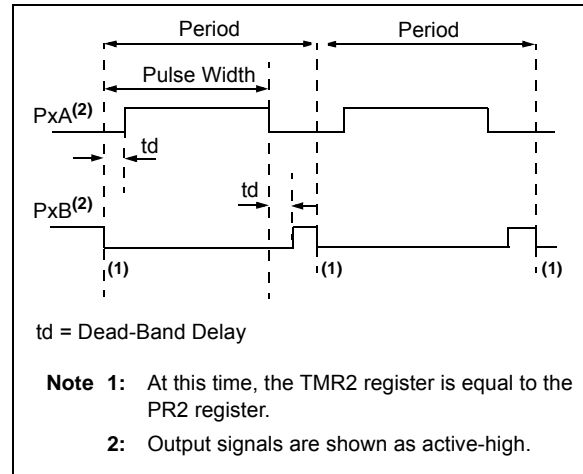 Period Period
Pulse Width
PxA(2)
td
td
PxB(2)
(1) (1) (1)
td = Dead-Band Delay
Note 1: At this time, the TMR2 register is equal to the
PR2 register.
2: Output signals are shown as active-high.